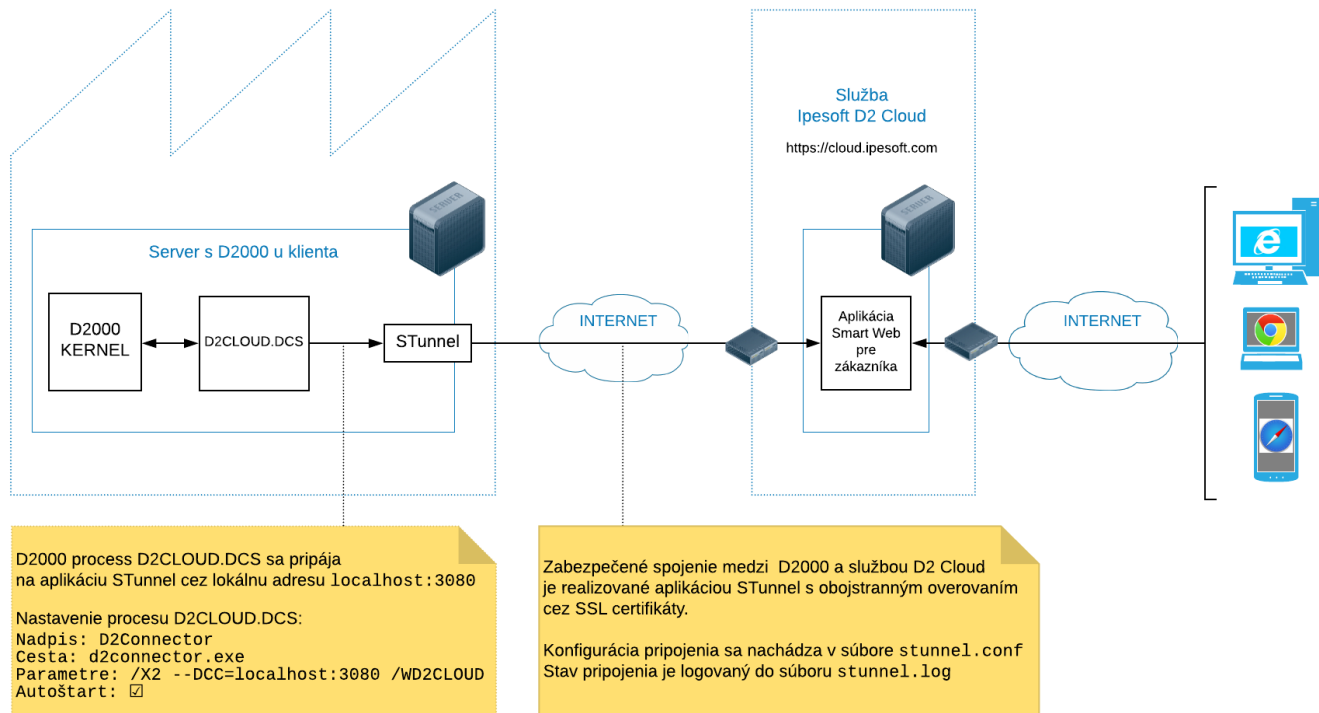 Služba
Ipesoft D2 Cloud
https://cloud.ipesoft.com
SERVER
SERVER
Server s D2000 u klienta
D2000
KERNEL
D2CLOUD.DCS
STunnel
INTERNET
Aplikácia
Smart Web
pre
zákazníka
INTERNET
D2000 process D2CLOUD.DCS sa pripája
na aplikáciu STunnel cez lokálnu adresu localhost:3080
Nastavenie procesu D2CLOUD.DCS:
Nadpis: D2Connector
Cesta: d2connector.exe
Parametre: /X2 --DCC=localhost:3080 /WD2CLOUD
Autoštart: ☑
Zabezpečené spojenie medzi D2000 a službou D2 Cloud
je realizované aplikáciou STunnel s obojstranným overovaním
cez SSL certifikáty.
Konfigurácia pripojenia sa nachádza v súbore stunnel.conf
Stav pripojenia je logovaný do súboru stunnel.log